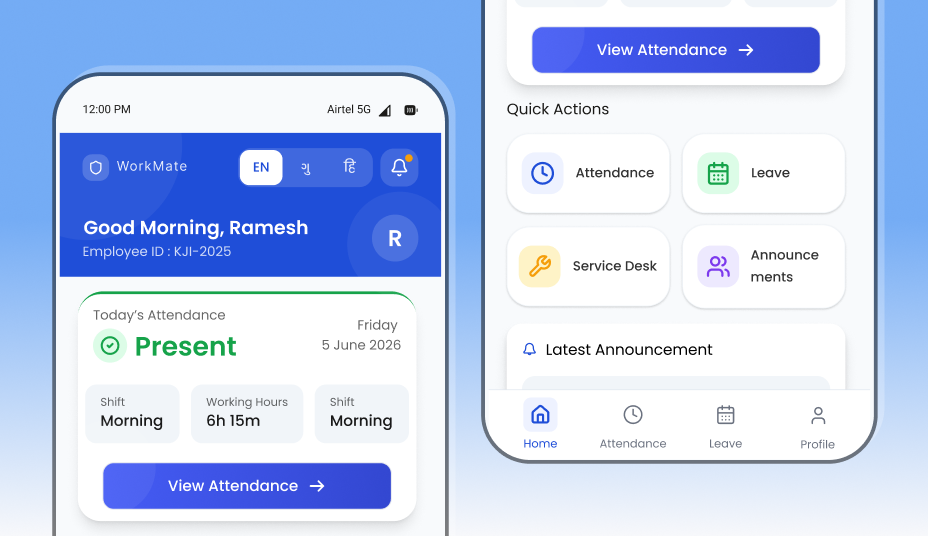 12:00 PM
Airtel 5G
WorkMate
EN
ગુ
हि
Good Morning, Ramesh
Employee ID : KJI-2025
R
Today's Attendance
Present
Friday
5 June 2026
Shift
Morning
Working Hours
6h 15m
Shift
Morning
View Attendance
View Attendance
Quick Actions
Attendance
Leave
Service Desk
Announce
ments
Latest Announcement
Home
Attendance
Leave
Profile